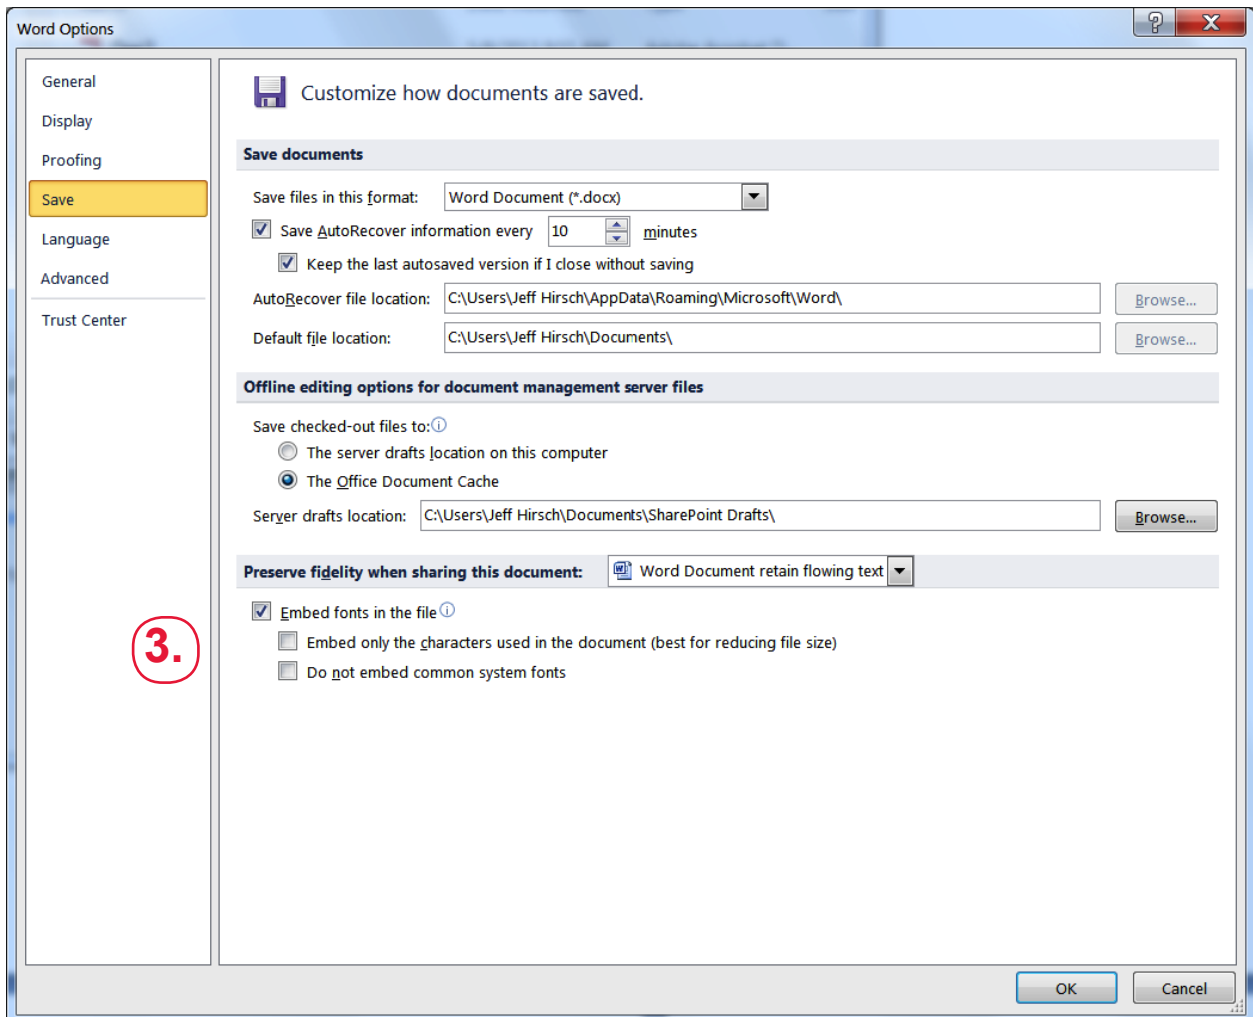 Word Options
General
Display
Proofing
Save
Language
Advanced
Trust Center
Customize how documents are saved.
Save documents
Save files in this format: Word Document (*.docx)
Save AutoRecover information every 10 minutes
Keep the last autosaved version if I close without saving
AutoRecover file location: C:\Users\Jeff Hirsch\AppData\Roaming\Microsoft\Word\ Browse...
Default file location: C:\Users\Jeff Hirsch\Documents\ Browse...
Offline editing options for document management server files
Save checked-out files to:
The server drafts location on this computer
The Office Document Cache
Server drafts location: C:\Users\Jeff Hirsch\Documents\SharePoint Drafts\ Browse...
Preserve fidelity when sharing this document: Word Document retain flowing text
Embed fonts in the file
3.
Embed only the characters used in the document (best for reducing file size)
Do not embed common system fonts
OK Cancel